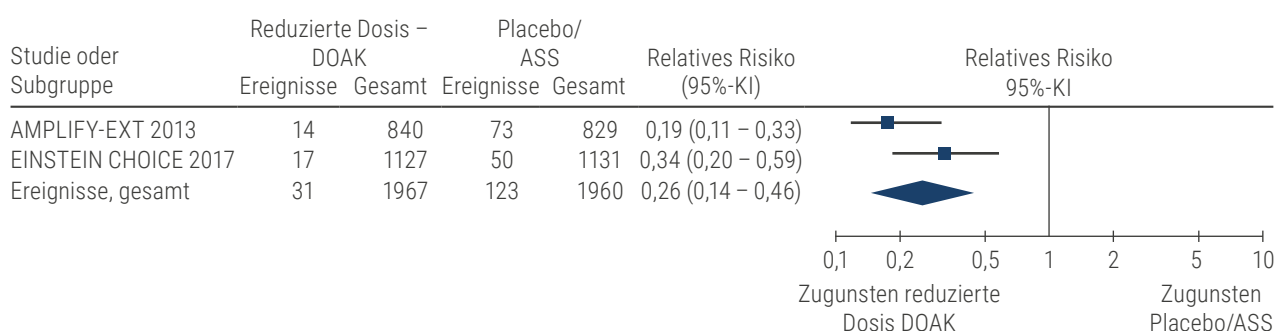 Reduzierte Dosis – Placebo/
Studie oder DOAK ASS Relatives Risiko Relatives Risiko
Subgruppe Ereignisse Gesamt Ereignisse Gesamt (95%-KI) 95%-KI
AMPLIFY-EXT 2013 14 840 73 829 0,19 (0,11 – 0,33)
EINSTEIN CHOICE 2017 17 1127 50 1131 0,34 (0,20 – 0,59)
Ereignisse, gesamt 31 1967 123 1960 0,26 (0,14 – 0,46)
0,1 0,2 0,5 1 2 5 10
Zugunsten reduzierte Zugunsten
Dosis DOAK Placebo/ASS